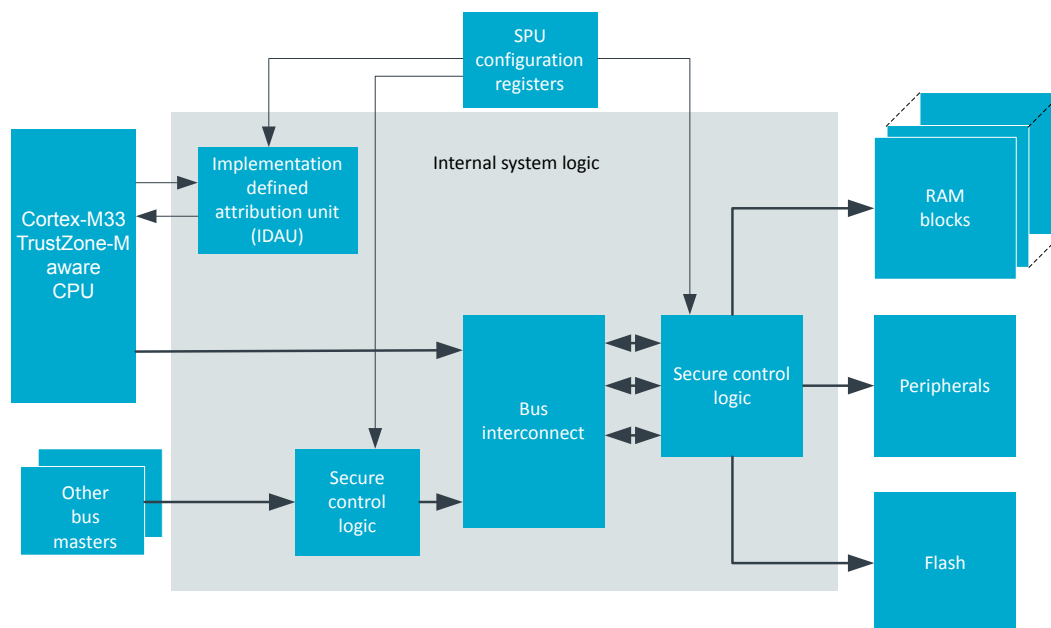 SPU
configuration
registers
Internal system logic
Implementation
defined
attribution unit
(IDAU)
Cortex-M33
TrustZone-M
aware
CPU
RAM
blocks
Bus
interconnect
Secure control
logic
Peripherals
Other
bus
masters
Secure
control
logic
Flash